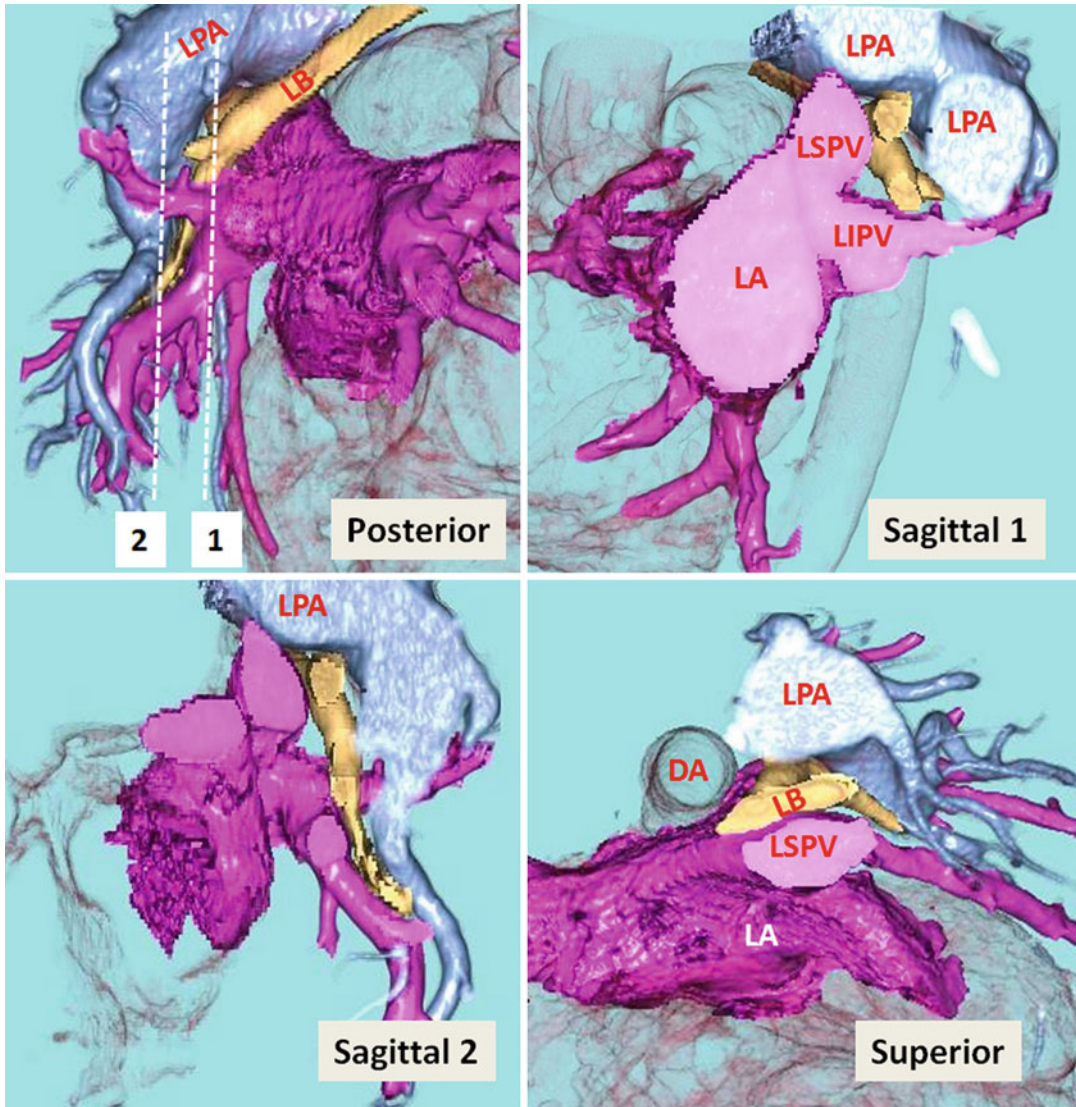 LPA
LB
2
1
Posterior
LPA
LPA
LSPV
LIPV
LA
Sagittal 1
LPA
Sagittal 2
LPA
DA
LB
LSPV
LA
Superior